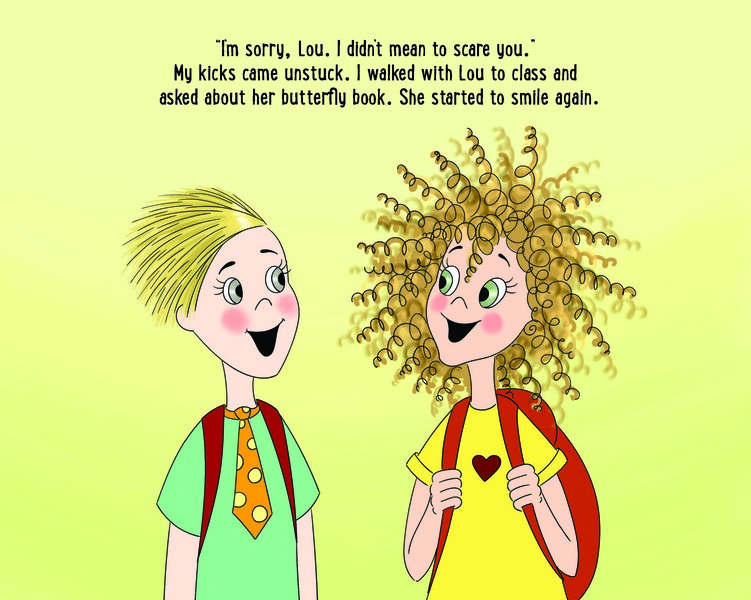 "I'm sorry, Lou. I didn't mean to scare you."
My kicks came unstuck. I walked with Lou to class and
asked about her butterfly book. She started to smile again.